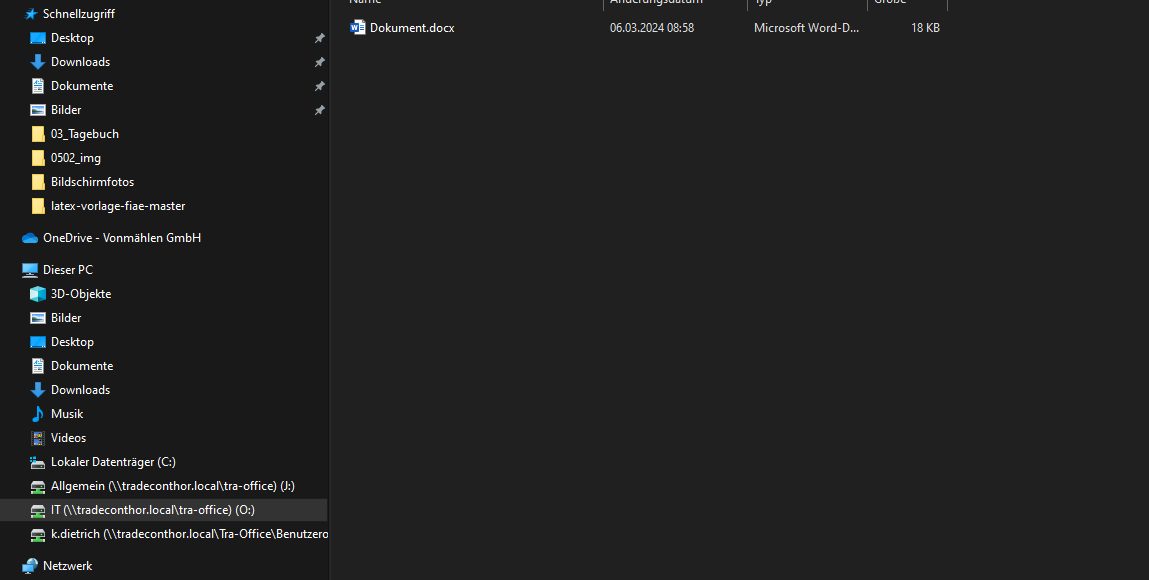 Name Änderungsdatum Typ Größe
Schnellzugriff
Desktop
Downloads
Dokumente
Bilder
03_Tagebuch
0502_img
Bildschirmfotos
latex-vorlage-fiae-master
OneDrive - Vonmählen GmbH
Dieser PC
3D-Objekte
Bilder
Desktop
Dokumente
Downloads
Musik
Videos
Lokaler Datenträger (C:)
Allgemein (\\tradeconthor.local\tra-office) (J:)
IT (\\tradeconthor.local\tra-office) (O:)
k.dietrich (\\tradeconthor.local\Tra-Office\Benutzero
Netzwerk
Dokument.docx 06.03.2024 08:58 Microsoft Word-D... 18 KB